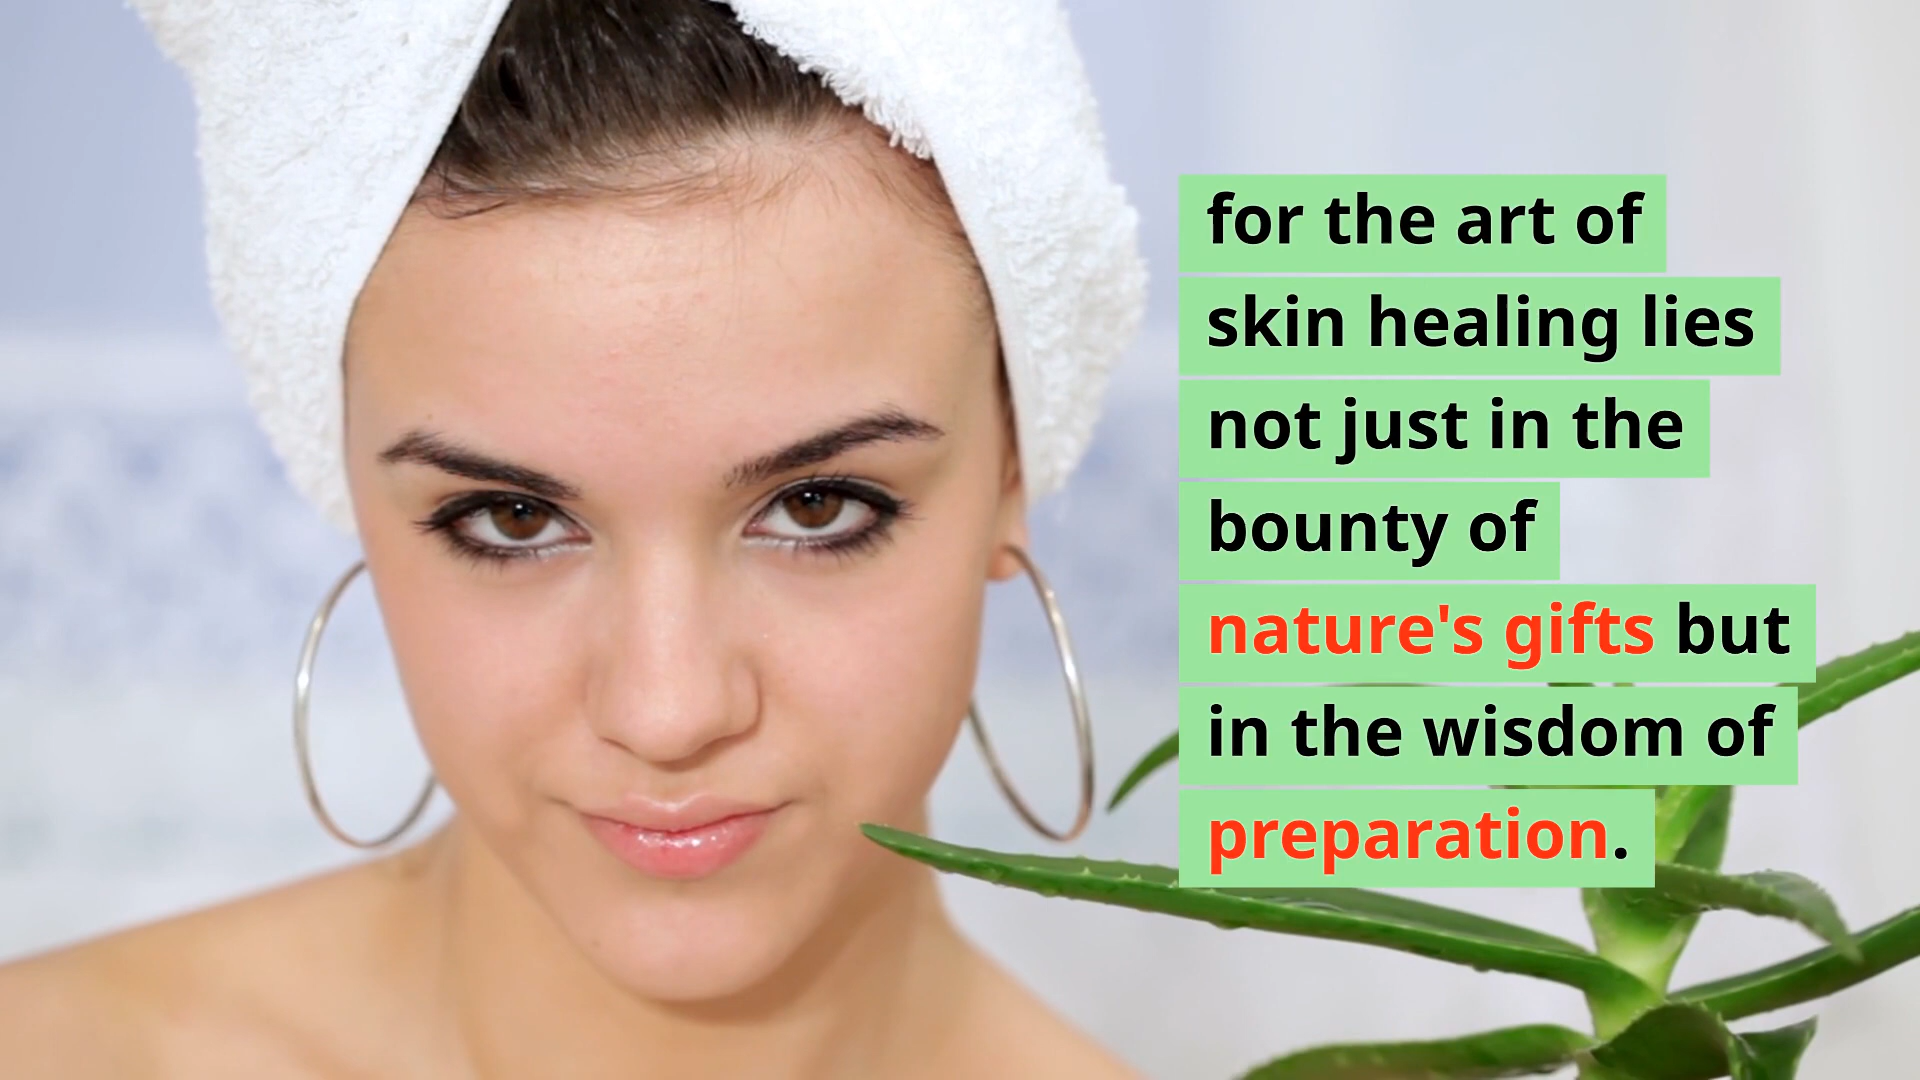 for the art of
skin healing lies
not just in the
bounty of
nature's gifts but
in the wisdom of
preparation.